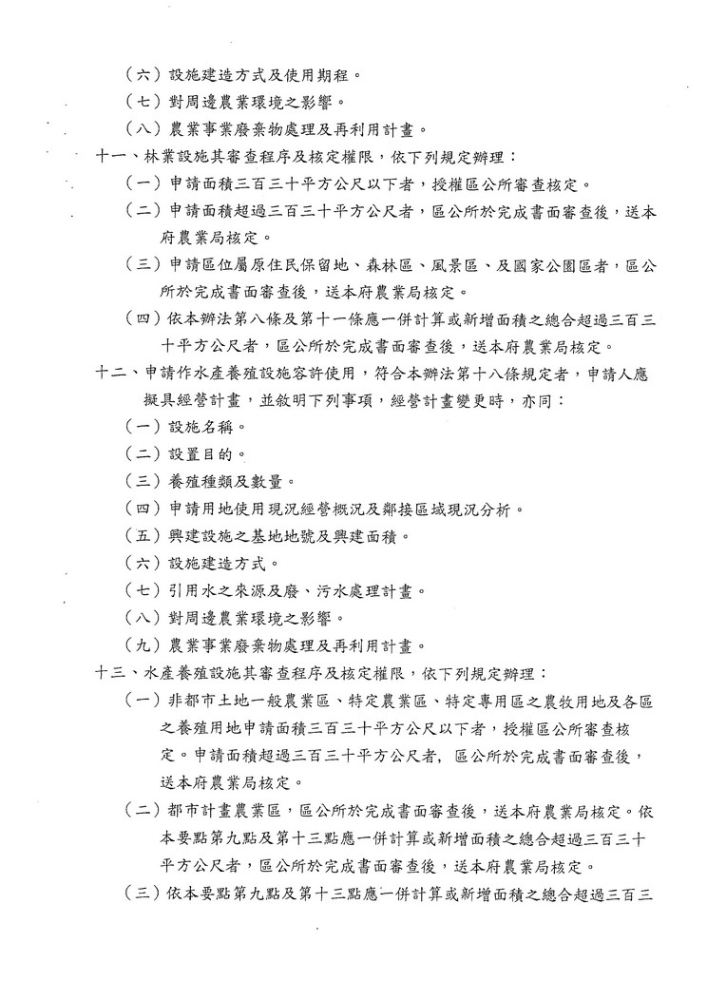 （六）設施建造方式及使用期程。
（七）對周邊農業環境之影響。
（八）農業事業廢棄物處理及再利用計畫。
十一、林業設施其審查程序及核定權限，依下列規定辦理：
（一）申請面積三百三十平方公尺以下者，授權區公所審查核定。
（二）申請面積超過三百三十平方公尺者，區公所於完成書面審查後，送本
府農業局核定。
（三）申請區位屬原住民保留地、森林區、風景區、及國家公園區者，區公
所於完成書面審查後，送本府農業局核定。
（四）依本辦法第八條及第十一條應一併計算或新增面積之總合超過三百三
十平方公尺者，區公所於完成書面審查後，送本府農業局核定。
十二、申請作水產養殖設施容許使用，符合本辦法第十八條規定者，申請人應
擬具經營計畫，並敘明下列事項，經營計畫變更時，亦同：
（一）設施名稱。
（二）設置目的。
（三）養殖種類及數量。
（四）申請用地使用現況經營概況及鄰接區域現況分析。
（五）興建設施之基地地號及興建面積。
（六）設施建造方式。
（七）引用水之來源及廢、污水處理計畫。
（八）對周邊農業環境之影響。
（九）農業事業廢棄物處理及再利用計畫。
十三、水產養殖設施其審查程序及核定權限，依下列規定辦理：
（一）非都市土地一般農業區、特定農業區、特定專用區之農牧用地及各區
之養殖用地申請面積三百三十平方公尺以下者，授權區公所審查核
定。申請面積超過三百三十平方公尺者，區公所於完成書面審查後，
送本府農業局核定。
（二）都市計畫農業區，區公所於完成書面審查後，送本府農業局核定。依
本要點第九點及第十三點應一併計算或新增面積之總合超過三百三十
平方公尺者，區公所於完成書面審查後，送本府農業局核定。
（三）依本要點第九點及第十三點應一併計算或新增面積之總合超過三百三